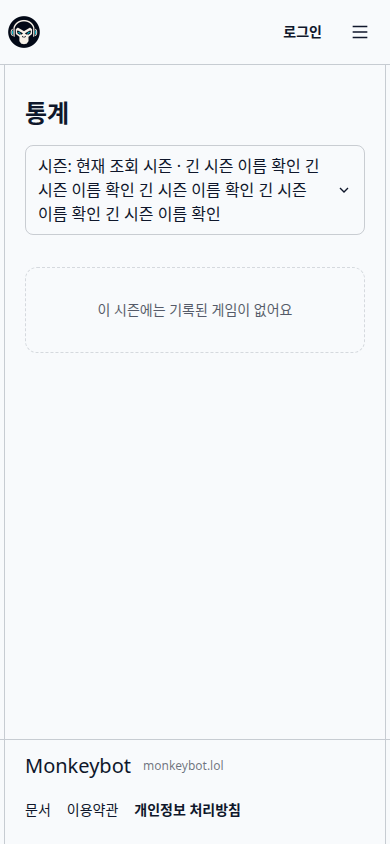 로그인
통계
시즌: 현재 조회 시즌 · 긴 시즌 이름 확인 긴
시즌 이름 확인 긴 시즌 이름 확인 긴 시즌
이름 확인 긴 시즌 이름 확인
이 시즌에는 기록된 게임이 없어요
Monkeybot monkeybot.lol
문서 이용약관 개인정보 처리방침